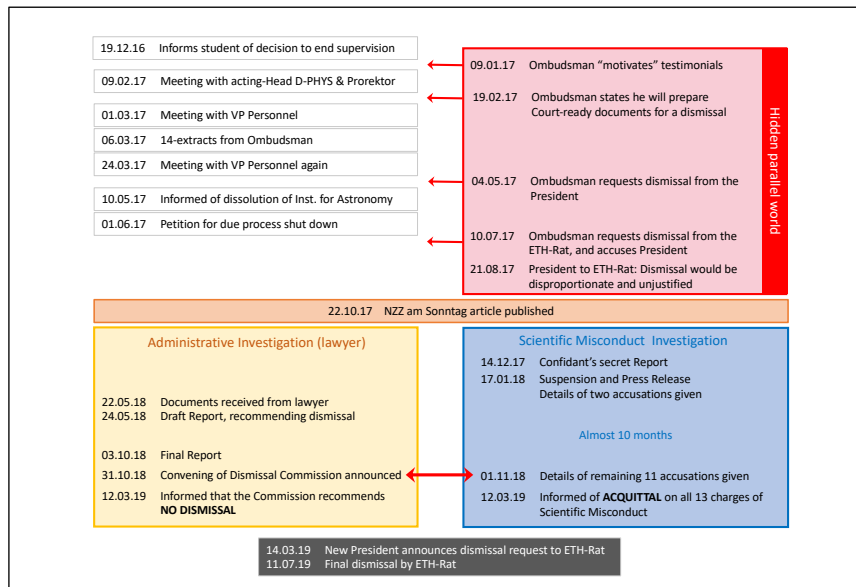 19.12.16 Informs student of decision to end supervision
09.02.17 Meeting with acting-Head D-PHYS & Prorektor
01.03.17 Meeting with VP Personnel
06.03.17 14-extracts from Ombudsman
24.03.17 Meeting with VP Personnel again
10.05.17 Informed of dissolution of Inst. for Astronomy
01.06.17 Petition for due process shut down
09.01.17 Ombudsman “motivates” testimonials
19.02.17 Ombudsman states he will prepare
Court-ready documents for a dismissal
04.05.17 Ombudsman requests dismissal from the
President
10.07.17 Ombudsman requests dismissal from the
ETH-Rat, and accuses President
21.08.17 President to ETH-Rat: Dismissal would be
disproportionate and unjustified
Hidden parallel world
22.10.17 NZZ am Sonntag article published
Administrative Investigation (lawyer)
22.05.18 Documents received from lawyer
24.05.18 Draft Report, recommending dismissal
03.10.18 Final Report
31.10.18 Convening of Dismissal Commission announced
12.03.19 Informed that the Commission recommends
NO DISMISSAL
Scientific Misconduct Investigation
14.12.17 Confidant’s secret Report
17.01.18 Suspension and Press Release
Details of two accusations given
Almost 10 months
01.11.18 Details of remaining 11 accusations given
12.03.19 Informed of ACQUITTAL on all 13 charges of
Scientific Misconduct
14.03.19 New President announces dismissal request to ETH-Rat
11.07.19 Final dismissal by ETH-Rat